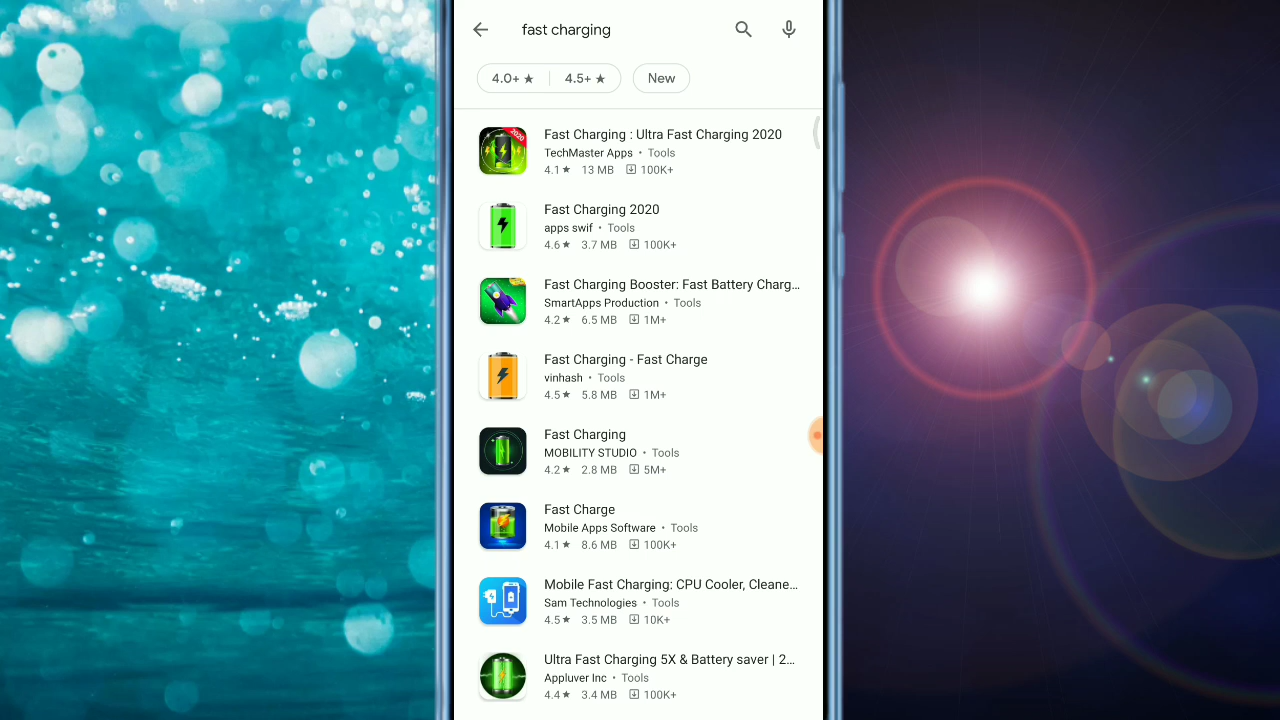 fast charging
4.0+ ★ 4.5+ ★ New
2020
Fast Charging : Ultra Fast Charging 2020
TechMaster Apps • Tools
4.1★ 13 MB 100K+
Fast Charging 2020
apps swif • Tools
4.6★ 3.7 MB 100K+
Fast Charging Booster: Fast Battery Charg...
SmartApps Production • Tools
4.2★ 6.5 MB 1M+
Fast Charging - Fast Charge
vinhash • Tools
4.5★ 5.8 MB 1M+
Fast Charging
MOBILITY STUDIO • Tools
4.2★ 2.8 MB 5M+
Fast Charge
Mobile Apps Software • Tools
4.1★ 8.6 MB 100K+
Mobile Fast Charging: CPU Cooler, Cleane...
Sam Technologies • Tools
4.5★ 3.5 MB 10K+
Ultra Fast Charging 5X & Battery saver | 2...
Appluver Inc • Tools
4.4★ 3.4 MB 100K+